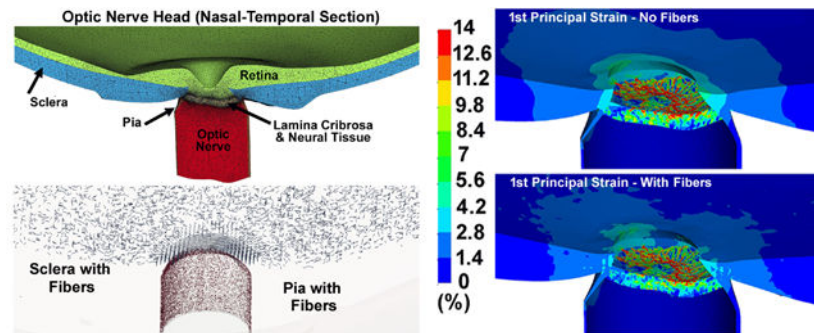 Optic Nerve Head (Nasal-Temporal Section)
Retina
Sclera
Pia
Optic
Nerve
Lamina Cribrosa
& Neural Tissue
Sclera with
Fibers
Pia with
Fibers
14
12.6
11.2
9.8
8.4
7
5.6
4.2
2.8
1.4
0
(%)
1st Principal Strain - No Fibers
1st Principal Strain - With Fibers